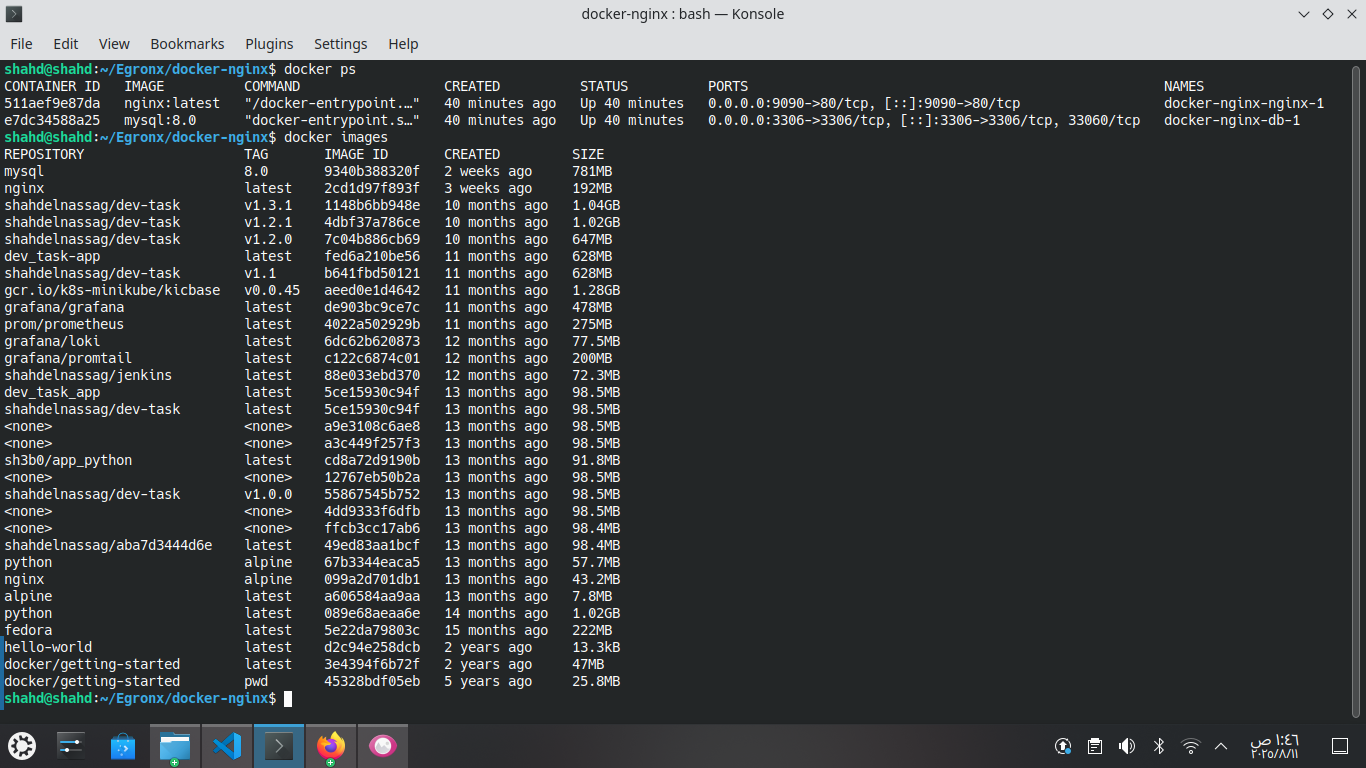 docker-nginx : bash — Konsole
File Edit View Bookmarks Plugins Settings Help
shahd@shahd:~/Egronx/docker-nginx$ docker ps
CONTAINER ID   IMAGE          COMMAND                  CREATED          STATUS          PORTS                                                    NAMES
511aef9e87da   nginx:latest   "/docker-entrypoint.…"   40 minutes ago   Up 40 minutes   0.0.0.0:9090->80/tcp, [::]:9090->80/tcp                  docker-nginx-nginx-1
e7dc34588a25   mysql:8.0      "docker-entrypoint.s…"   40 minutes ago   Up 40 minutes   0.0.0.0:3306->3306/tcp, [::]:3306->3306/tcp, 33060/tcp   docker-nginx-db-1
shahd@shahd:~/Egronx/docker-nginx$ docker images
REPOSITORY                    TAG       IMAGE ID       CREATED         SIZE
mysql                         8.0       9340b388320f   2 weeks ago     781MB
nginx                         latest    2cd1d97f893f   3 weeks ago     192MB
shahdelnassag/dev-task        v1.3.1    1148b6bb948e   10 months ago   1.04GB
shahdelnassag/dev-task        v1.2.1    4dbf37a786ce   10 months ago   1.02GB
shahdelnassag/dev-task        v1.2.0    7c04b886cb69   10 months ago   647MB
dev_task-app                  latest    fed6a210be56   11 months ago   628MB
shahdelnassag/dev-task        v1.1      b641fbd50121   11 months ago   628MB
gcr.io/k8s-minikube/kicbase   v0.0.45   aeed0e1d4642   11 months ago   1.28GB
grafana/grafana               latest    de903bc9ce7c   11 months ago   478MB
prom/prometheus               latest    4022a502929b   11 months ago   275MB
grafana/loki                  latest    6dc62b620873   12 months ago   77.5MB
grafana/promtail              latest    c122c6874c01   12 months ago   200MB
shahdelnassag/jenkins         latest    88e033ebd370   12 months ago   72.3MB
dev_task_app                  latest    5ce15930c94f   13 months ago   98.5MB
shahdelnassag/dev-task        latest    5ce15930c94f   13 months ago   98.5MB
<none>                        <none>    a9e3108c6ae8   13 months ago   98.5MB
<none>                        <none>    a3c449f257f3   13 months ago   98.5MB
sh3b0/app_python              latest    cd8a72d9190b   13 months ago   91.8MB
<none>                        <none>    12767eb50b2a   13 months ago   98.5MB
shahdelnassag/dev-task        v1.0.0    55867545b752   13 months ago   98.5MB
<none>                        <none>    4dd9333f6dfb   13 months ago   98.5MB
<none>                        <none>    ffcb3cc17ab6   13 months ago   98.4MB
shahdelnassag/aba7d3444d6e    latest    49ed83aa1bcf   13 months ago   98.4MB
python                        alpine    67b3344eaca5   13 months ago   57.7MB
nginx                         alpine    099a2d701db1   13 months ago   43.2MB
alpine                        latest    a606584aa9aa   13 months ago   7.8MB
python                        latest    089e68aeaa6e   14 months ago   1.02GB
fedora                        latest    5e22da79803c   15 months ago   222MB
hello-world                   latest    d2c94e258dcb   2 years ago     13.3kB
docker/getting-started        latest    3e4394f6b72f   2 years ago     47MB
docker/getting-started        pwd       45328bdf05eb   5 years ago     25.8MB
shahd@shahd:~/Egronx/docker-nginx$
١:٤٦ ص
٢٠٢٥/٨/١١